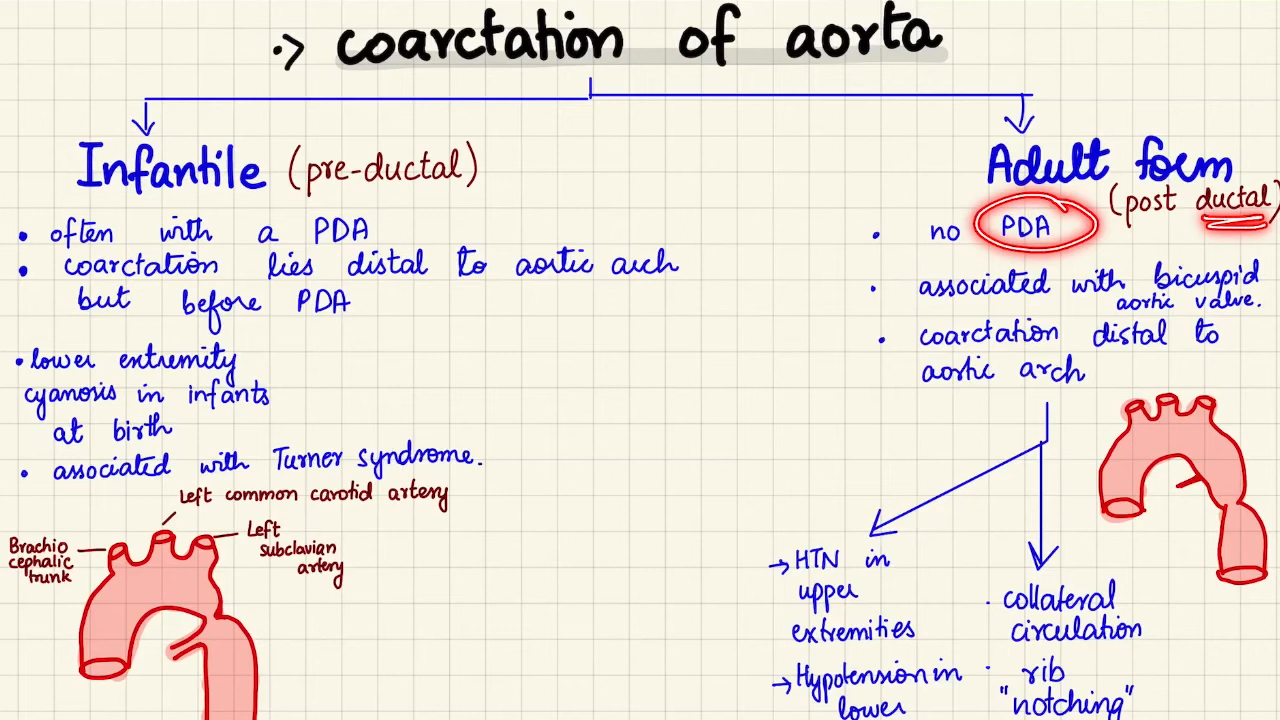 ·> coarctation of aorta
Infantile (pre-ductal)
• often with a PDA
• coarctation lies distal to aortic arch
but before PDA
• lower extremity
cyanosis in infants
at birth
• associated with Turner syndrome.
Left common carotid artery
Brachio
cephalic
trunk
Left
subclavian
artery
Adult form
(post ductal)
• no PDA
• associated with bicuspid
aortic valve.
• coarctation distal to
aortic arch
→ HTN in
upper
extremities
→ Hypotension in
lower
· collateral
circulation
· rib
"notching"